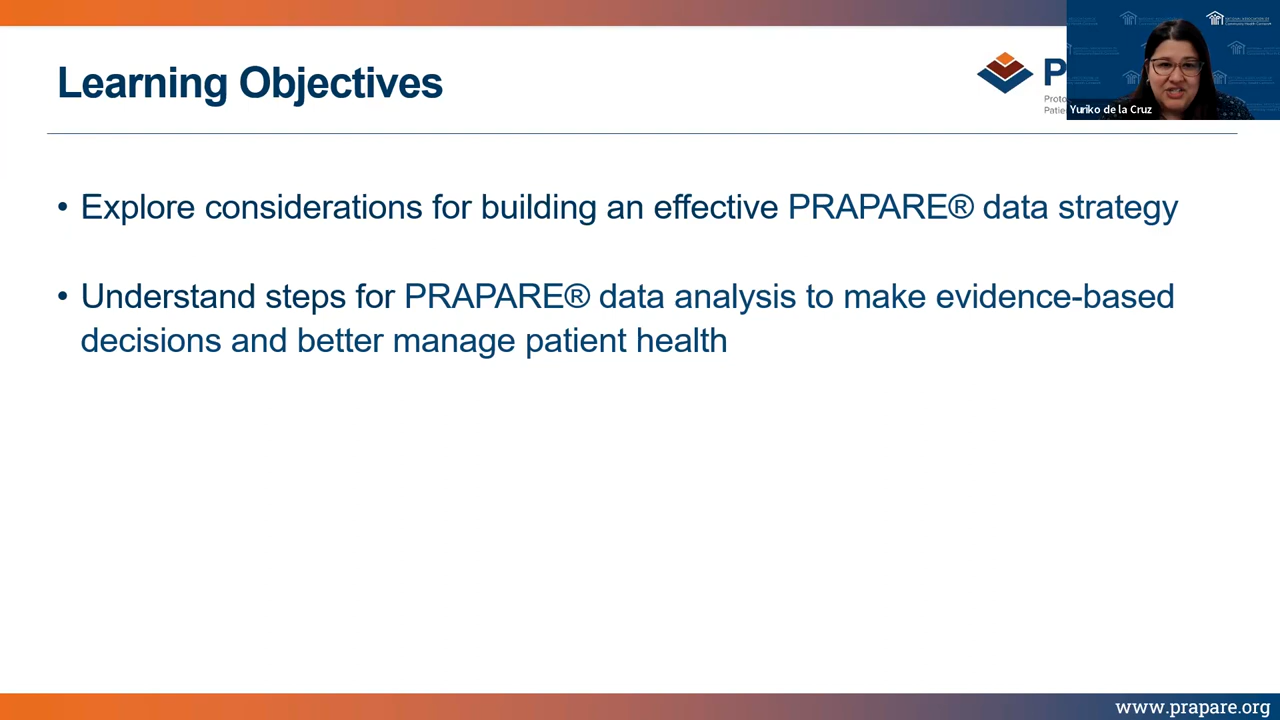 Learning Objectives
Yuriko de la Cruz
• Explore considerations for building an effective PRAPARE® data strategy
• Understand steps for PRAPARE® data analysis to make evidence-based
decisions and better manage patient health
www.prapare.org